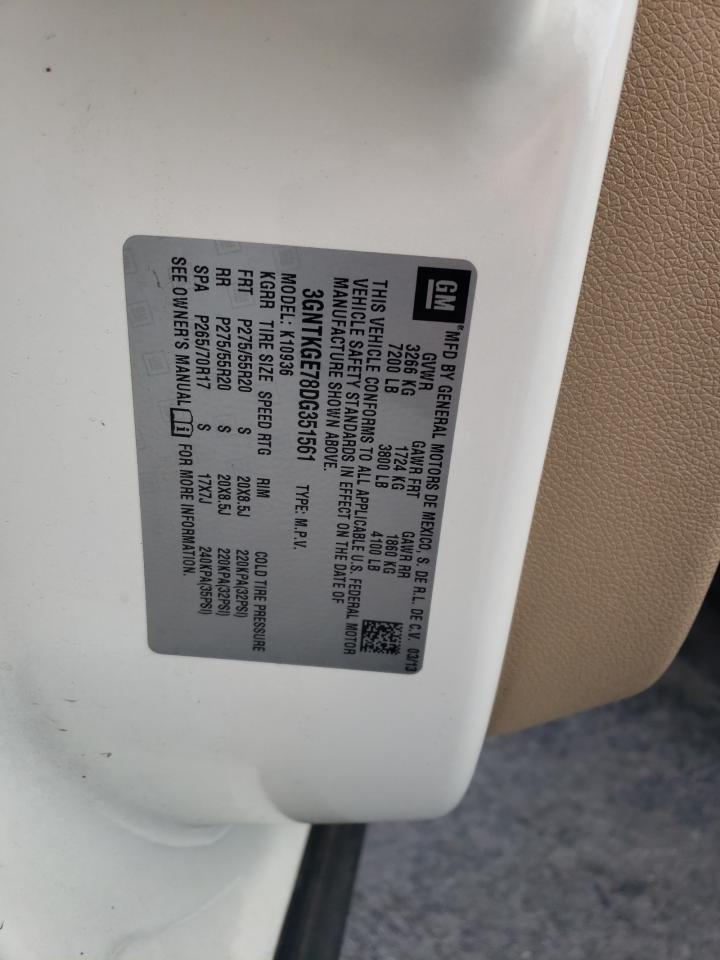 GM® MFD BY GENERAL MOTORS DE MEXICO, S. DE R.L. DE C.V. 03/13
GVWR GAWR FRT GAWR RR
3266 KG 1724 KG 1860 KG
7200 LB 3800 LB 4100 LB
THIS VEHICLE CONFORMS TO ALL APPLICABLE U.S. FEDERAL MOTOR
VEHICLE SAFETY STANDARDS IN EFFECT ON THE DATE OF
MANUFACTURE SHOWN ABOVE.
3GNTKGE78DG351561 TYPE: M.P.V.
MODEL: K10936
KGRR TIRE SIZE SPEED RTG RIM COLD TIRE PRESSURE
FRT P275/55R20 S 20X8.5J 220KPA(32PSI)
RR P275/55R20 S 20X8.5J 220KPA(32PSI)
SPA P265/70R17 S 17X7J 240KPA(35PSI)
SEE OWNER'S MANUAL FOR MORE INFORMATION.